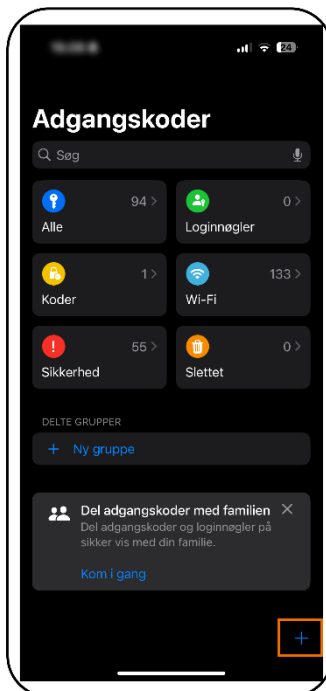 24
Adgangskoder
Søg
94
Alle
0
Loginnøgler
1
Koder
133
Wi-Fi
55
Sikkerhed
0
Slettet
DELTE GRUPPER
+ Ny gruppe
Del adgangskoder med familien
Del adgangskoder og loginnøgler på
sikker vis med din familie.
Kom i gang
+